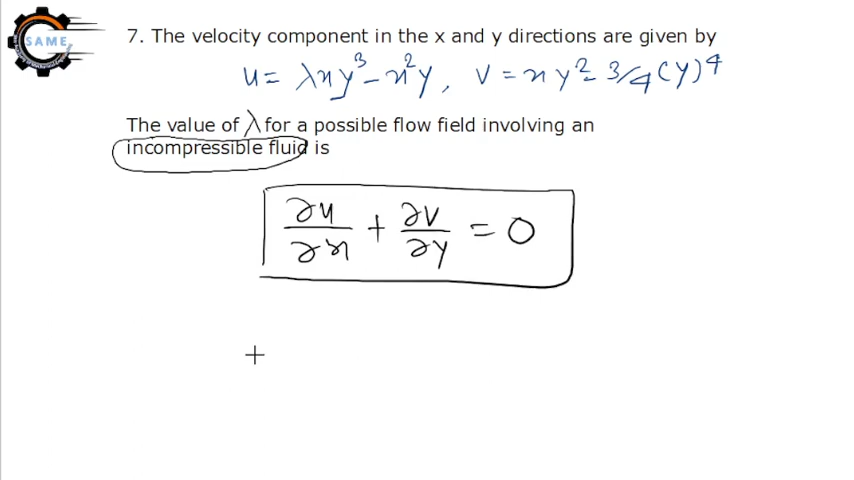 SAME
7. The velocity component in the x and y directions are given by
u = λxy³ - x²y, v = xy² - 3/4(y)⁴
The value of λ for a possible flow field involving an
incompressible fluid is
∂u/∂x + ∂v/∂y = 0